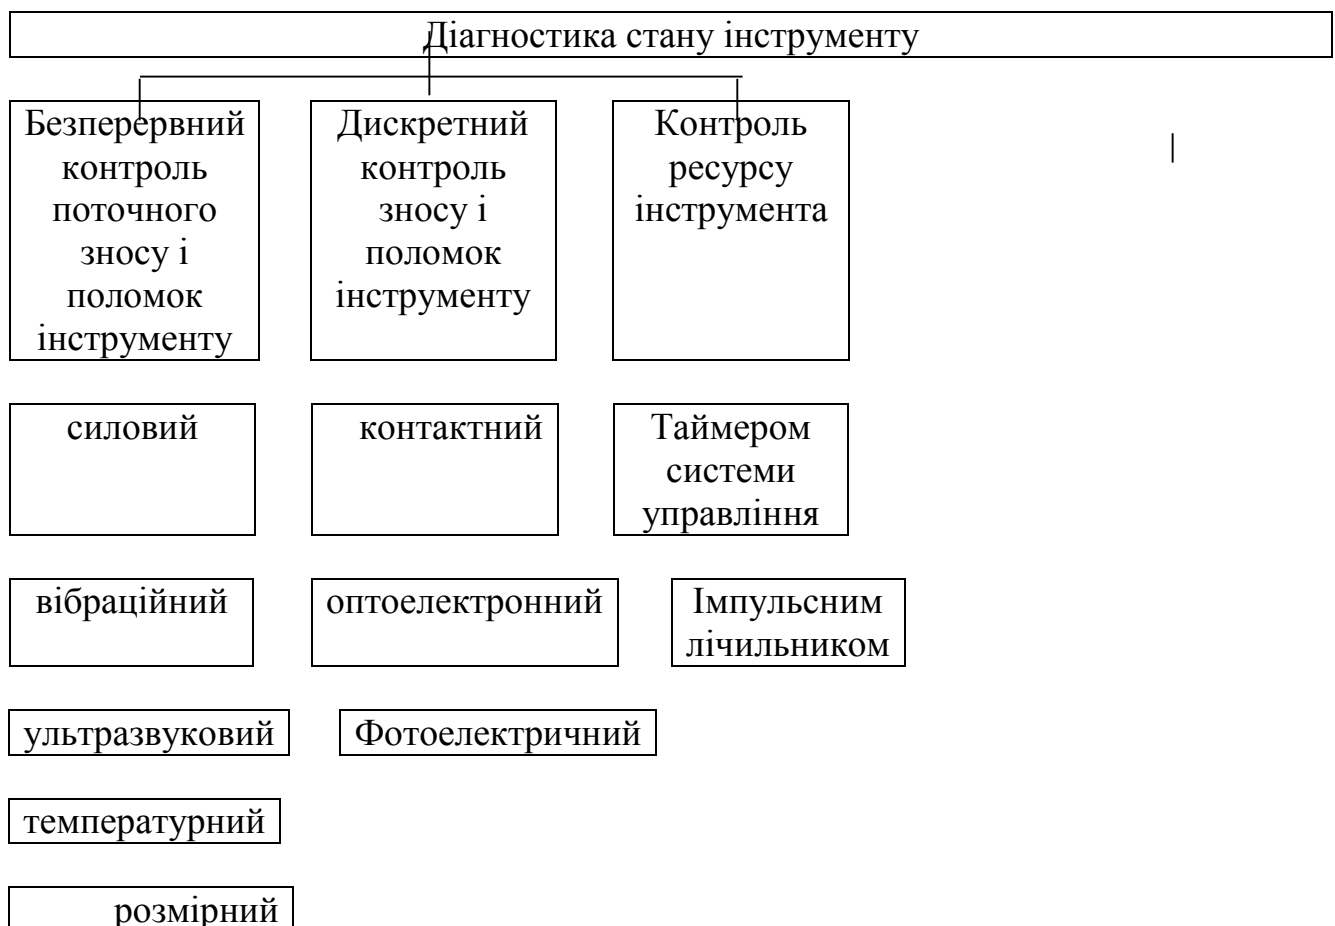 Діагностика стану інструменту
Безперервний
контроль
поточного
зносу і
поломок
інструменту
Дискретний
контроль
зносу і
поломок
інструменту
Контроль
ресурсу
інструмента
силовий
контактний
Таймером
системи
управління
вібраційний
оптоелектронний
Імпульсним
лічильником
ультразвуковий
Фотоелектричний
температурний
розмірний